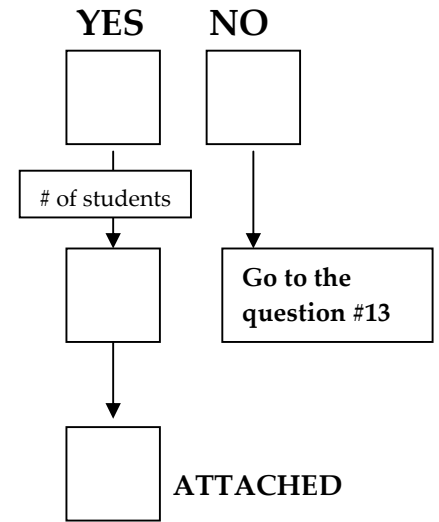 YES NO
# of students
Go to the
question #13
ATTACHED